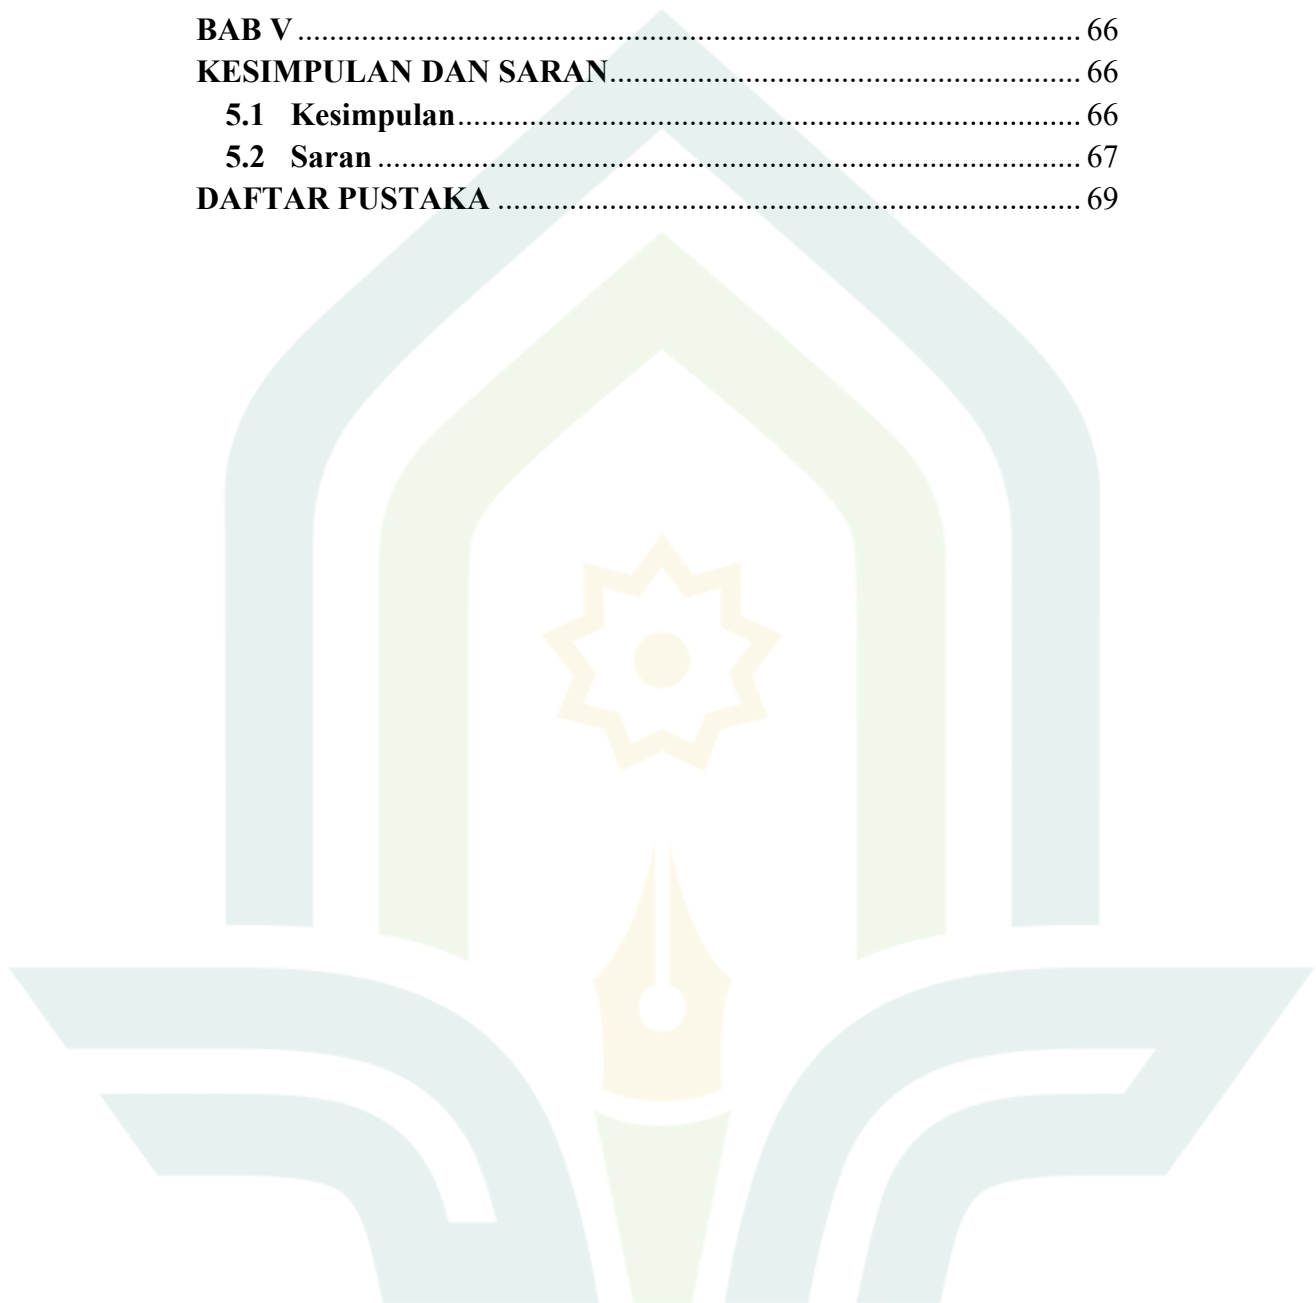 BAB V ................................................................................................... 66
KESIMPULAN DAN SARAN............................................................ 66
5.1 Kesimpulan............................................................................... 66
5.2 Saran ......................................................................................... 67
DAFTAR PUSTAKA .......................................................................... 69